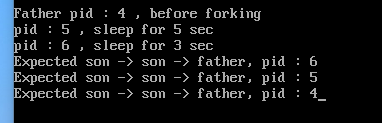 Father pid : 4 , before forking
pid : 5 , sleep for 5 sec
pid : 6 , sleep for 3 sec
Expected son -> son -> father, pid : 6
Expected son -> son -> father, pid : 5
Expected son -> son -> father, pid : 4_